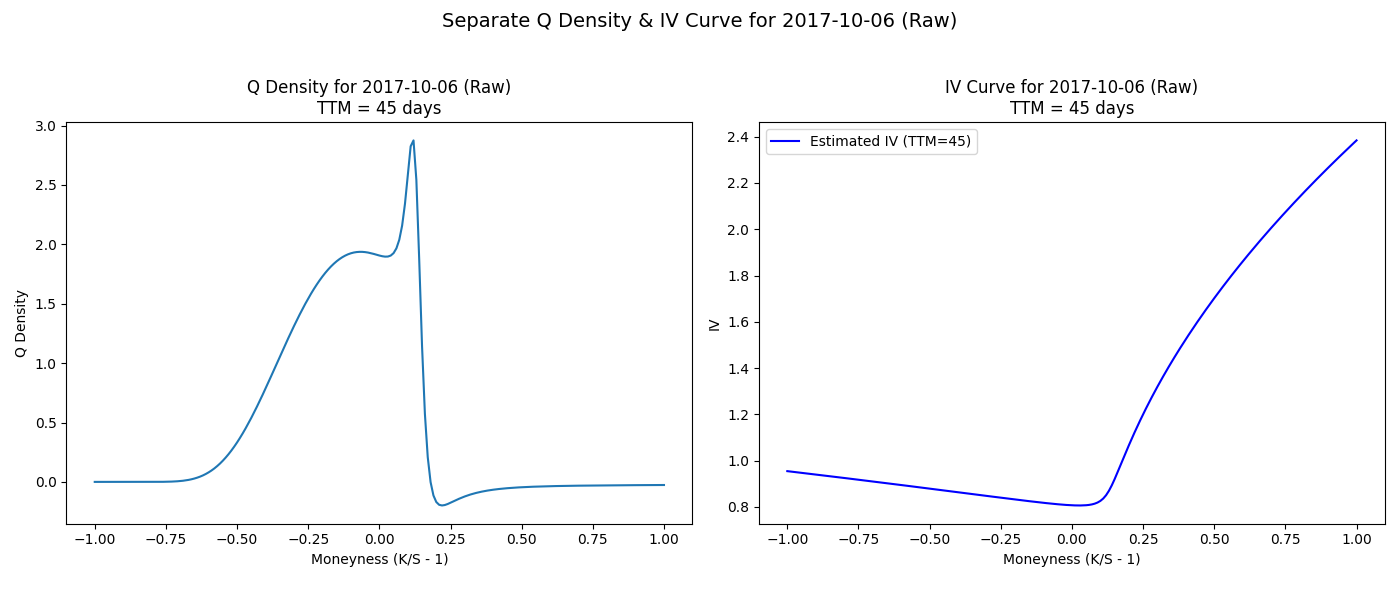 Separate Q Density & IV Curve for 2017-10-06 (Raw)
Q Density for 2017-10-06 (Raw)
TTM = 45 days
3.0
2.5
2.0
1.5
1.0
0.5
0.0
Q Density
−1.00 −0.75 −0.50 −0.25 0.00 0.25 0.50 0.75 1.00
Moneyness (K/S - 1)
IV Curve for 2017-10-06 (Raw)
TTM = 45 days
Estimated IV (TTM=45)
2.4
2.2
2.0
1.8
1.6
1.4
1.2
1.0
0.8
IV
−1.00 −0.75 −0.50 −0.25 0.00 0.25 0.50 0.75 1.00
Moneyness (K/S - 1)